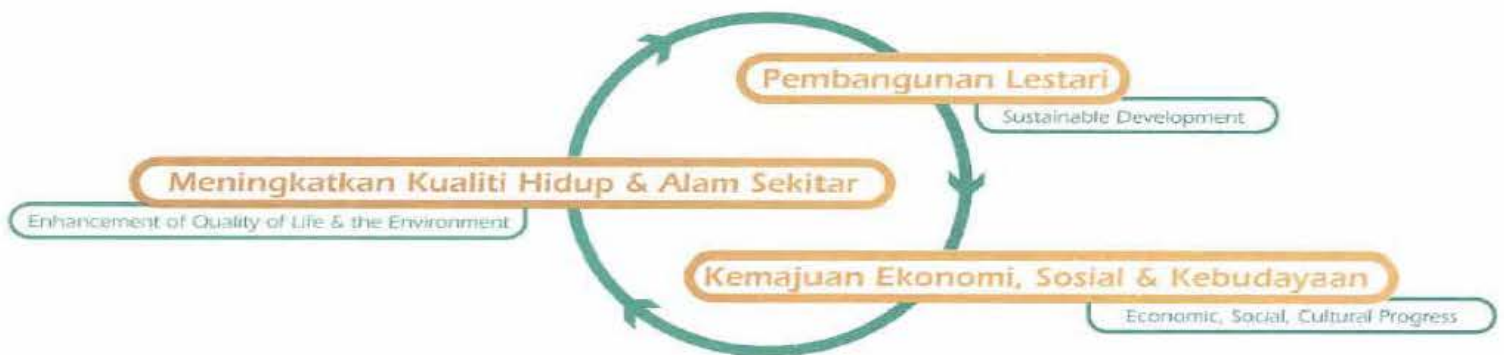 Pembangunan Lestari
Sustainable Development
Meningkatkan Kualiti Hidup & Alam Sekitar
Enhancement of Quality of Life & the Environment
Kemajuan Ekonomi, Sosial & Kebudayaan
Economic, Social, Cultural Progress